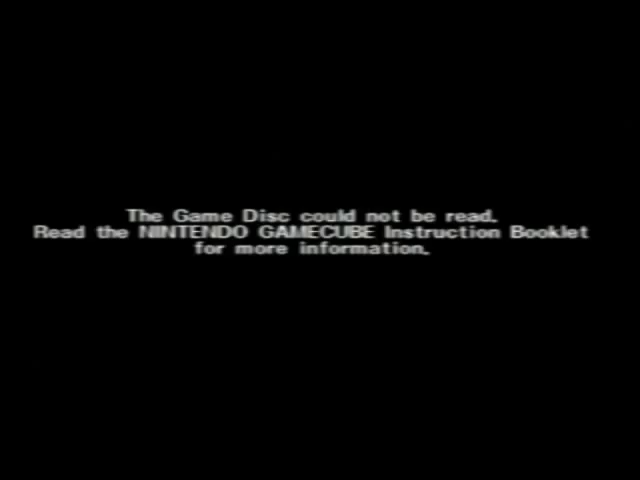 The Game Disc could not be read.
Read the NINTENDO GAMECUBE Instruction Booklet
for more information.